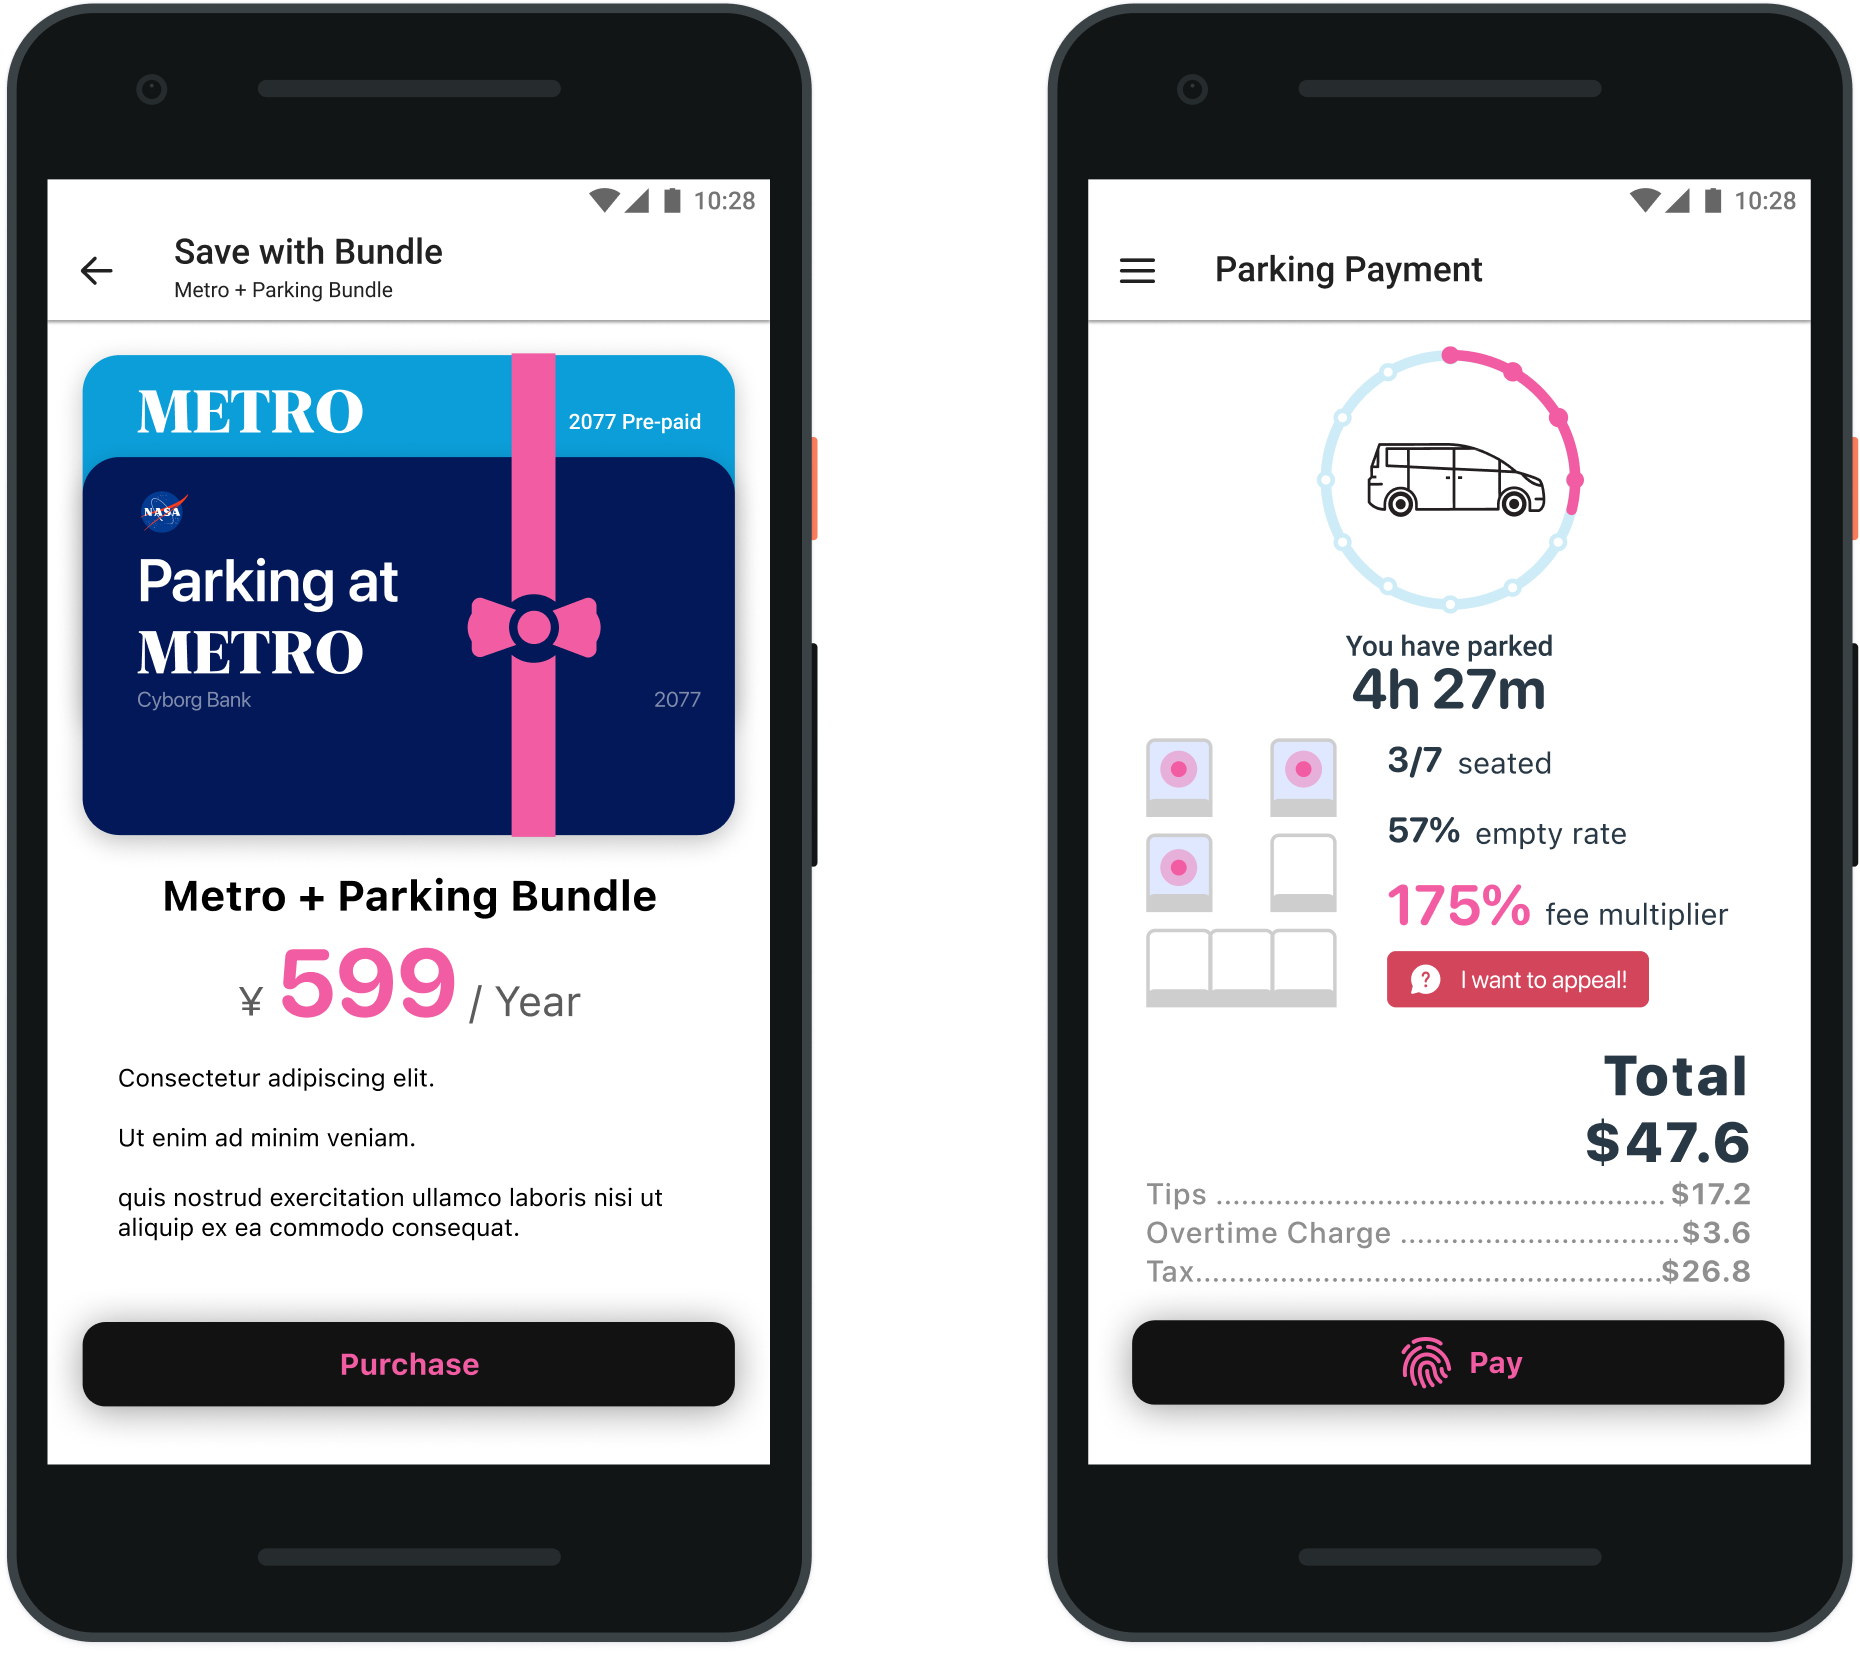 10:28
Save with Bundle
Metro + Parking Bundle
METRO
2077 Pre-paid
NASA
Parking at
METRO
Cyborg Bank
2077
Metro + Parking Bundle
¥ 599 / Year
Consectetur adipiscing elit.
Ut enim ad minim veniam.
quis nostrud exercitation ullamco laboris nisi ut
aliquip ex ea commodo consequat.
Purchase
10:28
Parking Payment
You have parked
4h 27m
3/7 seated
57% empty rate
175% fee multiplier
? I want to appeal!
Total
$47.6
Tips ..................................................... $17.2
Overtime Charge .................................$3.6
Tax.......................................................$26.8
Pay